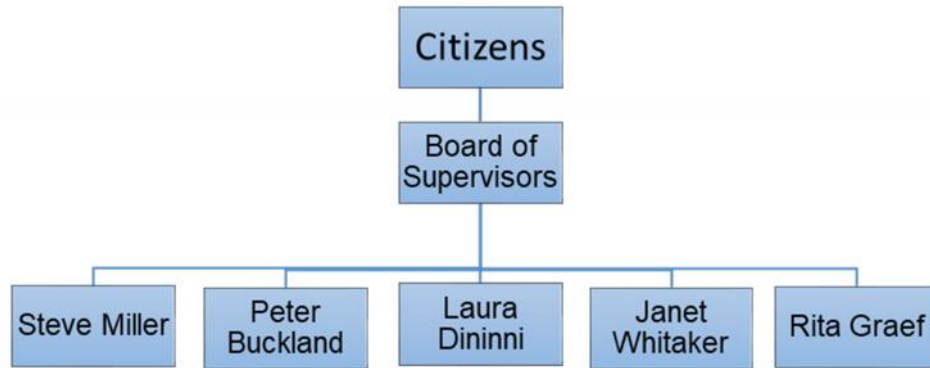 Citizens
Board of
Supervisors
Steve Miller
Peter
Buckland
Laura
Dininni
Janet
Whitaker
Rita Graef